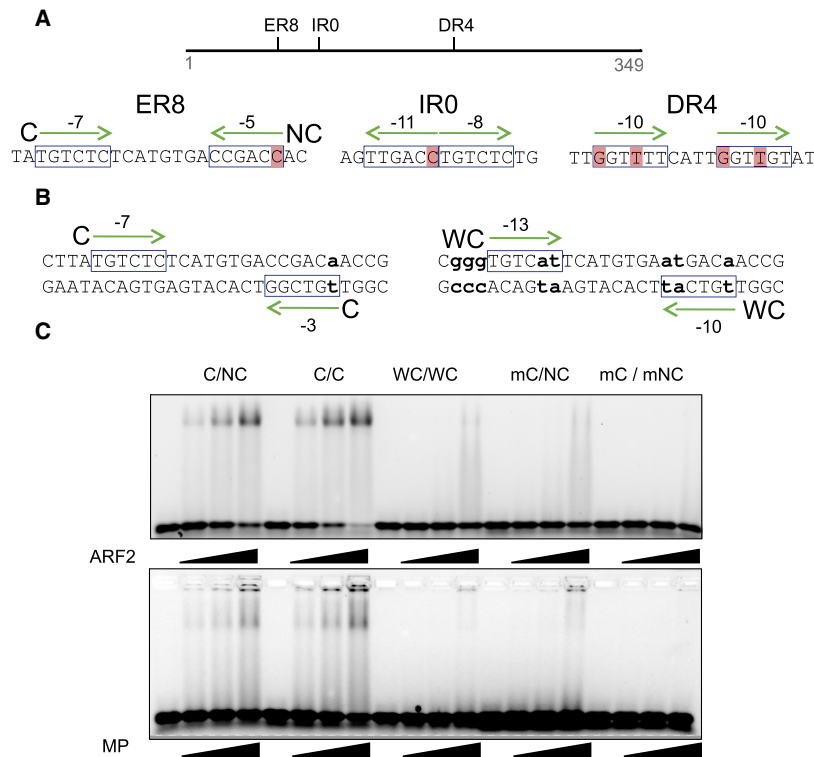 A
ER8 IR0 DR4
1 349
ER8 IR0 DR4
C -7 -5 NC -11 -8 -10 -10
TATGTCTCTCATGTGACCGACCAC AGTTGACCTGTCTCTG TTGGTTTTCATTGGTTGTAT
B
C -7 WC -13
CTTATGTCTCTCATGTGACCGACaACCG CgggTGTCatTCATGTGAatGACaACCG
GAATACAGTGAGTACACTGGCTGtTGGC GcccACAGtaAAGTACACTtaCTGtTGGC
-3 C -10 WC
C
C/NC C/C WC/WC mC/NC mC / mNC
ARF2
MP